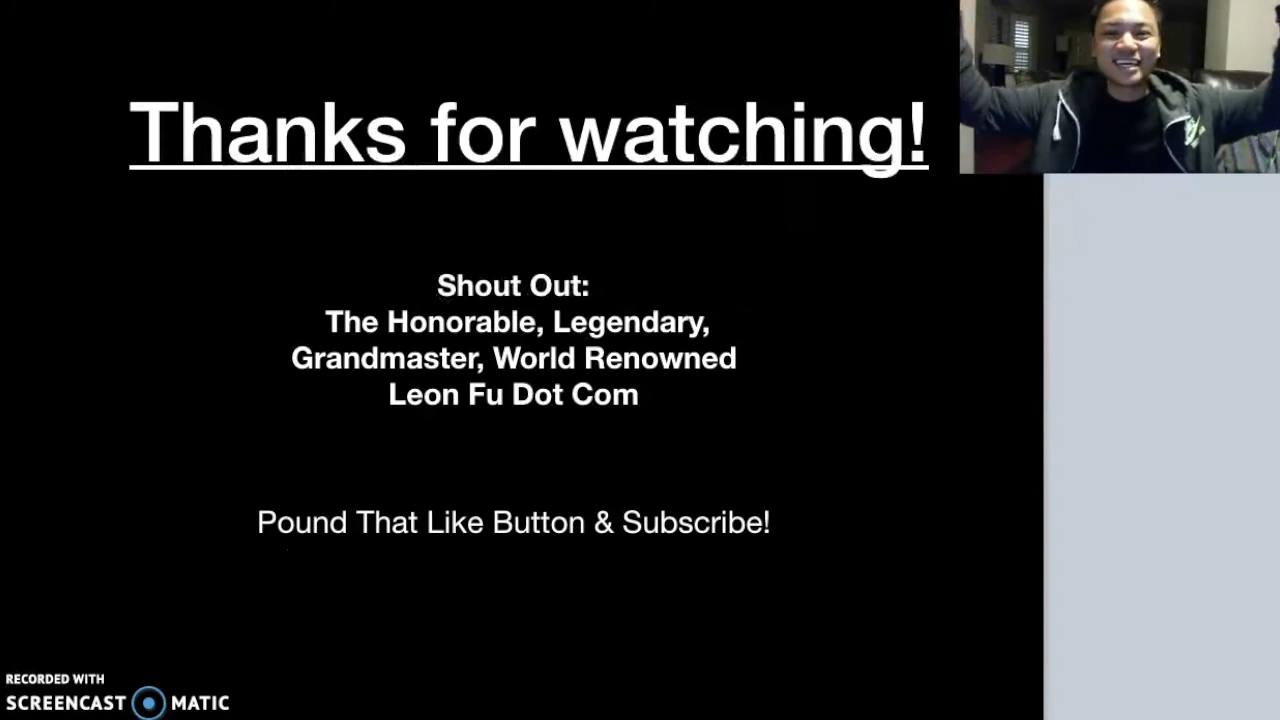 Thanks for watching!
Shout Out:
The Honorable, Legendary,
Grandmaster, World Renowned
Leon Fu Dot Com
Pound That Like Button & Subscribe!
RECORDED WITH
SCREENCAST MATIC